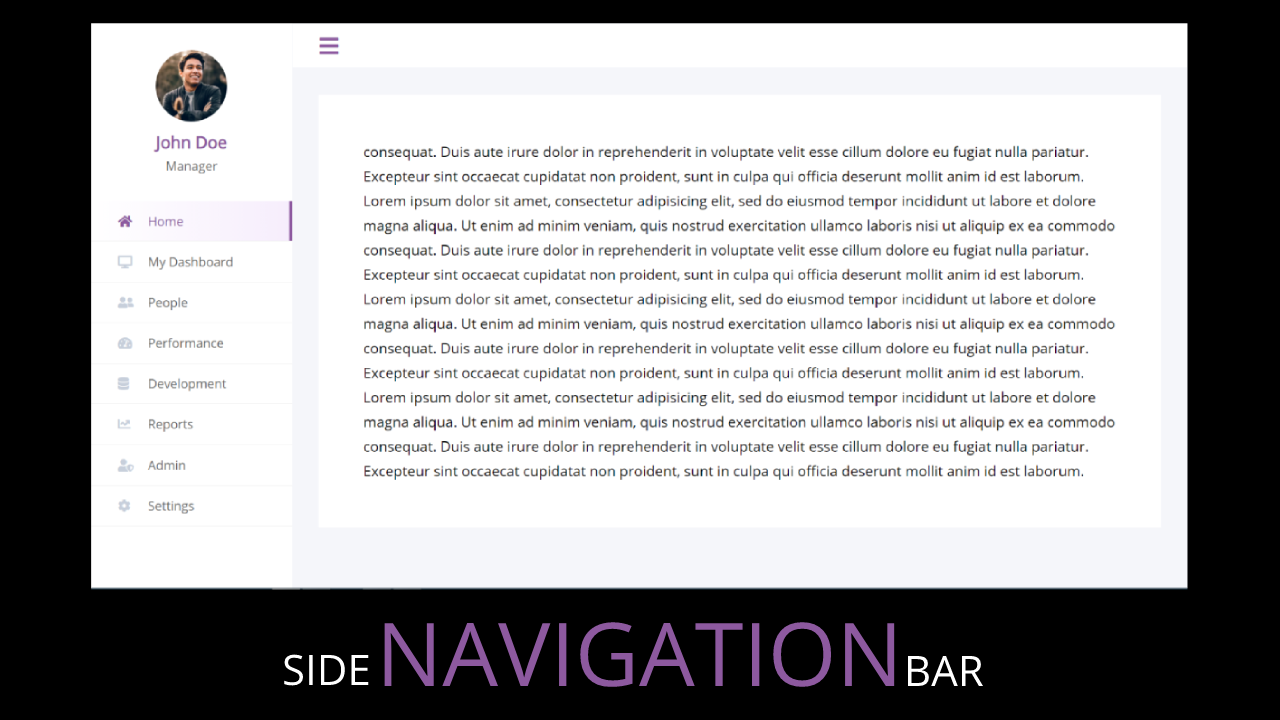 John Doe
Manager
Home
My Dashboard
People
Performance
Development
Reports
Admin
Settings
consequat. Duis aute irure dolor in reprehenderit in voluptate velit esse cillum dolore eu fugiat nulla pariatur.
Excepteur sint occaecat cupidatat non proident, sunt in culpa qui officia deserunt mollit anim id est laborum.
Lorem ipsum dolor sit amet, consectetur adipisicing elit, sed do eiusmod tempor incididunt ut labore et dolore
magna aliqua. Ut enim ad minim veniam, quis nostrud exercitation ullamco laboris nisi ut aliquip ex ea commodo
consequat. Duis aute irure dolor in reprehenderit in voluptate velit esse cillum dolore eu fugiat nulla pariatur.
Excepteur sint occaecat cupidatat non proident, sunt in culpa qui officia deserunt mollit anim id est laborum.
Lorem ipsum dolor sit amet, consectetur adipisicing elit, sed do eiusmod tempor incididunt ut labore et dolore
magna aliqua. Ut enim ad minim veniam, quis nostrud exercitation ullamco laboris nisi ut aliquip ex ea commodo
consequat. Duis aute irure dolor in reprehenderit in voluptate velit esse cillum dolore eu fugiat nulla pariatur.
Excepteur sint occaecat cupidatat non proident, sunt in culpa qui officia deserunt mollit anim id est laborum.
Lorem ipsum dolor sit amet, consectetur adipisicing elit, sed do eiusmod tempor incididunt ut labore et dolore
magna aliqua. Ut enim ad minim veniam, quis nostrud exercitation ullamco laboris nisi ut aliquip ex ea commodo
consequat. Duis aute irure dolor in reprehenderit in voluptate velit esse cillum dolore eu fugiat nulla pariatur.
Excepteur sint occaecat cupidatat non proident, sunt in culpa qui officia deserunt mollit anim id est laborum.
SIDE NAVIGATION BAR